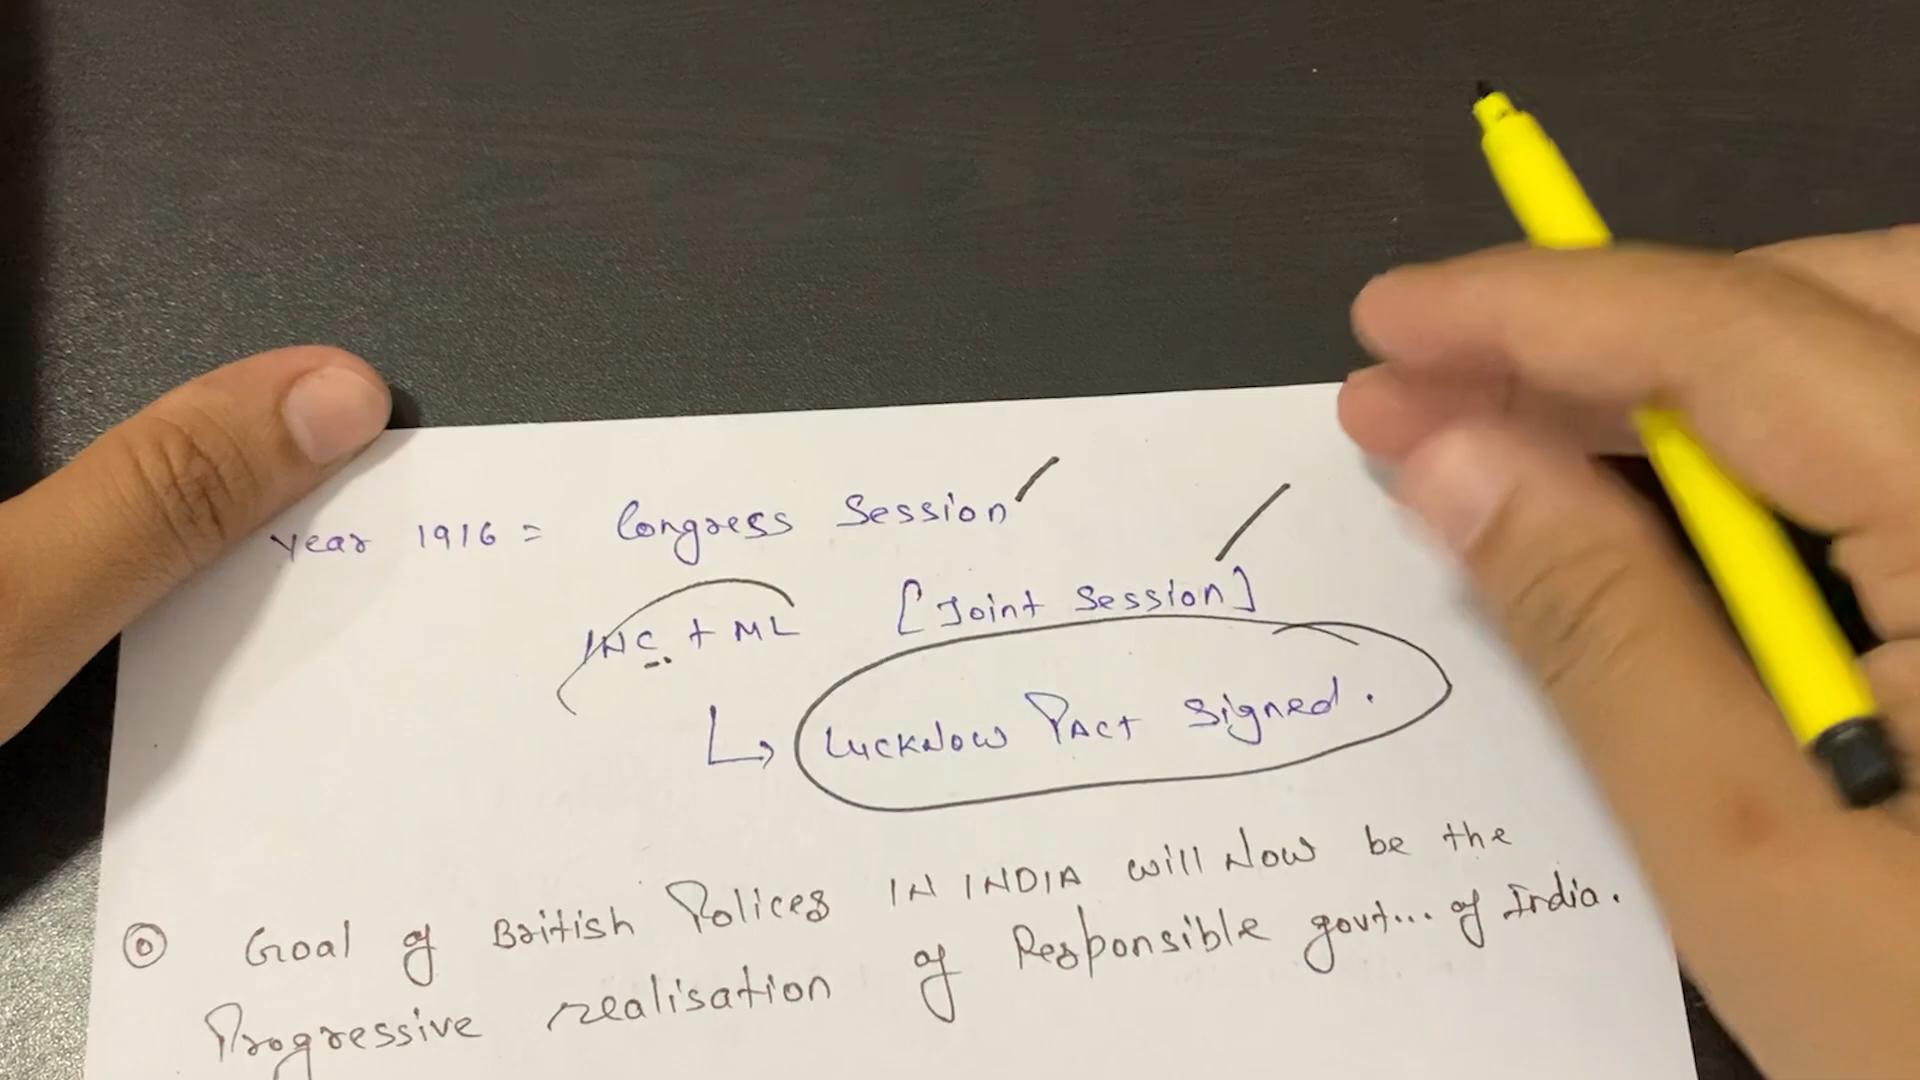 Year 1916 = Congress Session
INC + ML [Joint Session]
↳ Lucknow Pact Signed.
⊙ Goal of British Polices IN INDIA will Now be the
Progressive realisation of Responsible govt... of India.